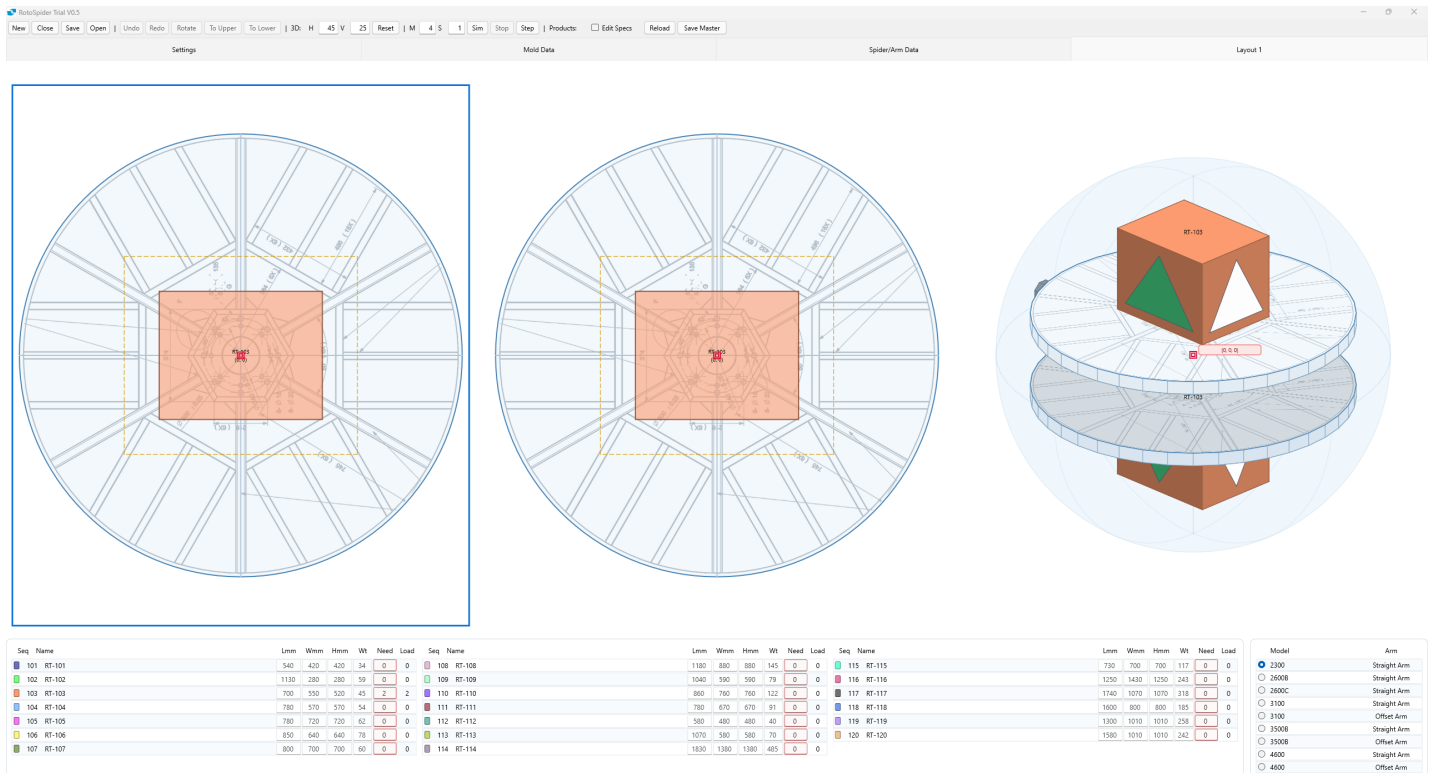 RotoSpider Trial V0.5
New Close Save Open | Undo Redo Rotate To Upper To Lower | 3D: H 45 V 25 Reset | M 4 S 1 Sim Stop Step | Products: Edit Specs Reload Save Master
Settings Mold Data Spider/Arm Data Layout 1
RT-103
RT-103
RT-103
(0, 0)
(0, 0)
(0, 0, 0)
RT-103
Seq Name Lmm Wmm Hmm Wt Need Load
101 RT-101 540 420 420 34 0 0
102 RT-102 1130 280 280 59 0 0
103 RT-103 700 550 520 45 2 2
104 RT-104 780 570 570 54 0 0
105 RT-105 780 720 720 62 0 0
106 RT-106 850 640 640 78 0 0
107 RT-107 800 700 700 60 0 0
Seq Name Lmm Wmm Hmm Wt Need Load
108 RT-108 1180 880 880 145 0 0
109 RT-109 1040 590 590 79 0 0
110 RT-110 860 760 760 122 0 0
111 RT-111 780 670 670 91 0 0
112 RT-112 580 480 480 40 0 0
113 RT-113 1070 580 580 70 0 0
114 RT-114 1830 1380 1380 485 0 0
Seq Name Lmm Wmm Hmm Wt Need Load
115 RT-115 730 700 700 117 0 0
116 RT-116 1250 1430 1250 243 0 0
117 RT-117 1740 1070 1070 318 0 0
118 RT-118 1600 800 800 185 0 0
119 RT-119 1300 1010 1010 258 0 0
120 RT-120 1580 1010 1010 242 0 0
Model Arm
2300 Straight Arm
2600B Straight Arm
2600C Straight Arm
3100 Straight Arm
3100 Offset Arm
3500B Straight Arm
3500B Offset Arm
4600 Straight Arm
4600 Offset Arm